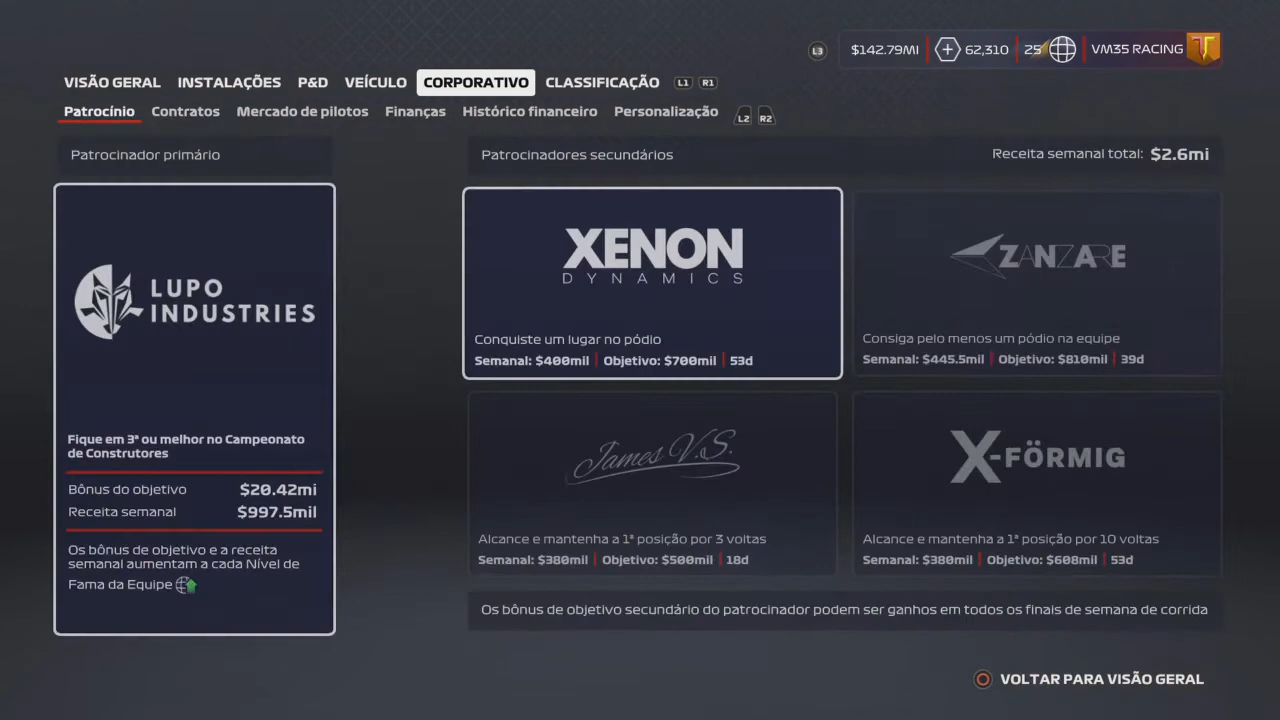 L3 $142.79MI 62,310 25 VM35 RACING
VISÃO GERAL INSTALAÇÕES P&D VEÍCULO CORPORATIVO CLASSIFICAÇÃO L1 R1
Patrocínio Contratos Mercado de pilotos Finanças Histórico financeiro Personalização L2 R2
Patrocinador primário
LUPO
INDUSTRIES
Fique em 3ª ou melhor no Campeonato
de Construtores
Bônus do objetivo $20.42mi
Receita semanal $997.5mil
Os bônus de objetivo e a receita
semanal aumentam a cada Nível de
Fama da Equipe
Patrocinadores secundários Receita semanal total: $2.6mi
XENON
DYNAMICS
Conquiste um lugar no pódio
Semanal: $400mil Objetivo: $700mil 53d
ZANZARE
Consiga pelo menos um pódio na equipe
Semanal: $445.5mil Objetivo: $810mil 39d
James V.S.
Alcance e mantenha a 1ª posição por 3 voltas
Semanal: $380mil Objetivo: $500mil 18d
X-FÖRMIG
Alcance e mantenha a 1ª posição por 10 voltas
Semanal: $380mil Objetivo: $608mil 53d
Os bônus de objetivo secundário do patrocinador podem ser ganhos em todos os finais de semana de corrida
VOLTAR PARA VISÃO GERAL